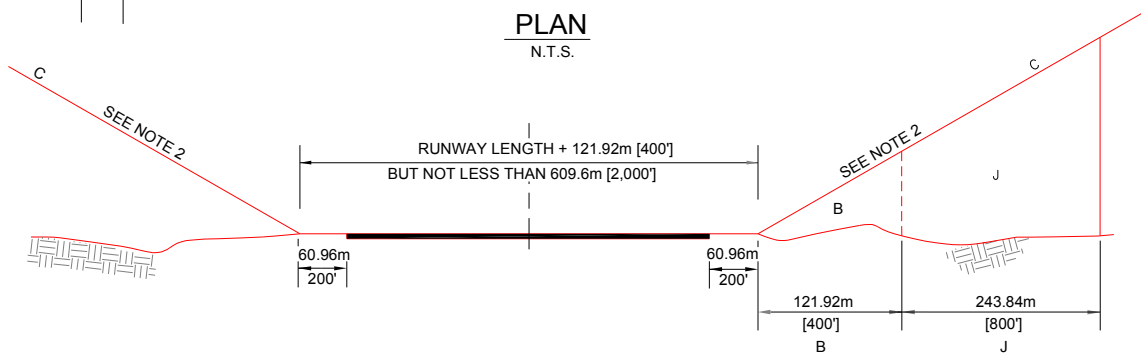 PLAN
N.T.S.
C
C
SEE NOTE 2
SEE NOTE 2
RUNWAY LENGTH + 121.92m [400']
BUT NOT LESS THAN 609.6m [2,000']
J
B
60.96m
200'
60.96m
200'
121.92m
[400']
B
243.84m
[800']
J